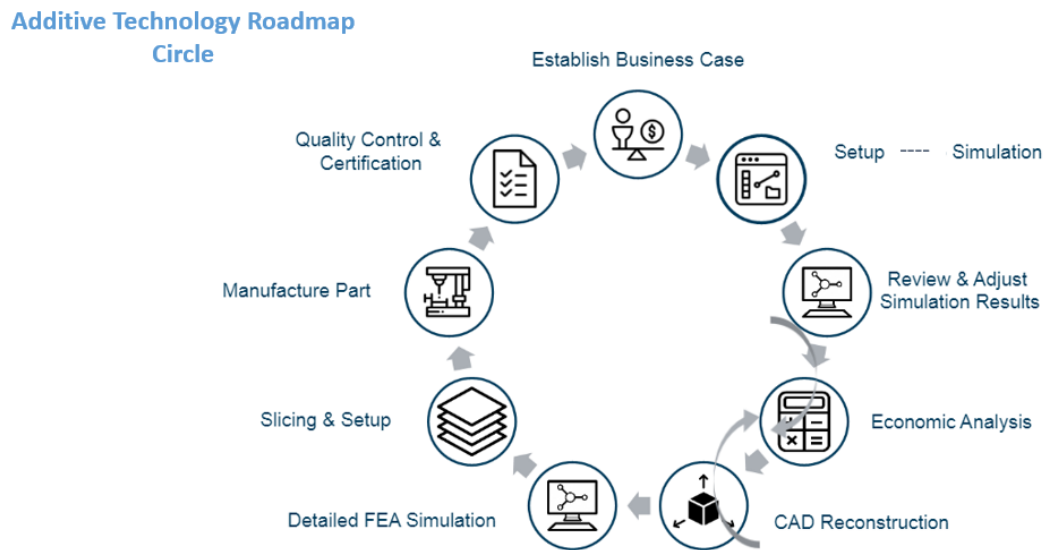 Additive Technology Roadmap
Circle
Establish Business Case
Setup ---- Simulation
Review & Adjust
Simulation Results
Economic Analysis
CAD Reconstruction
Detailed FEA Simulation
Slicing & Setup
Manufacture Part
Quality Control &
Certification